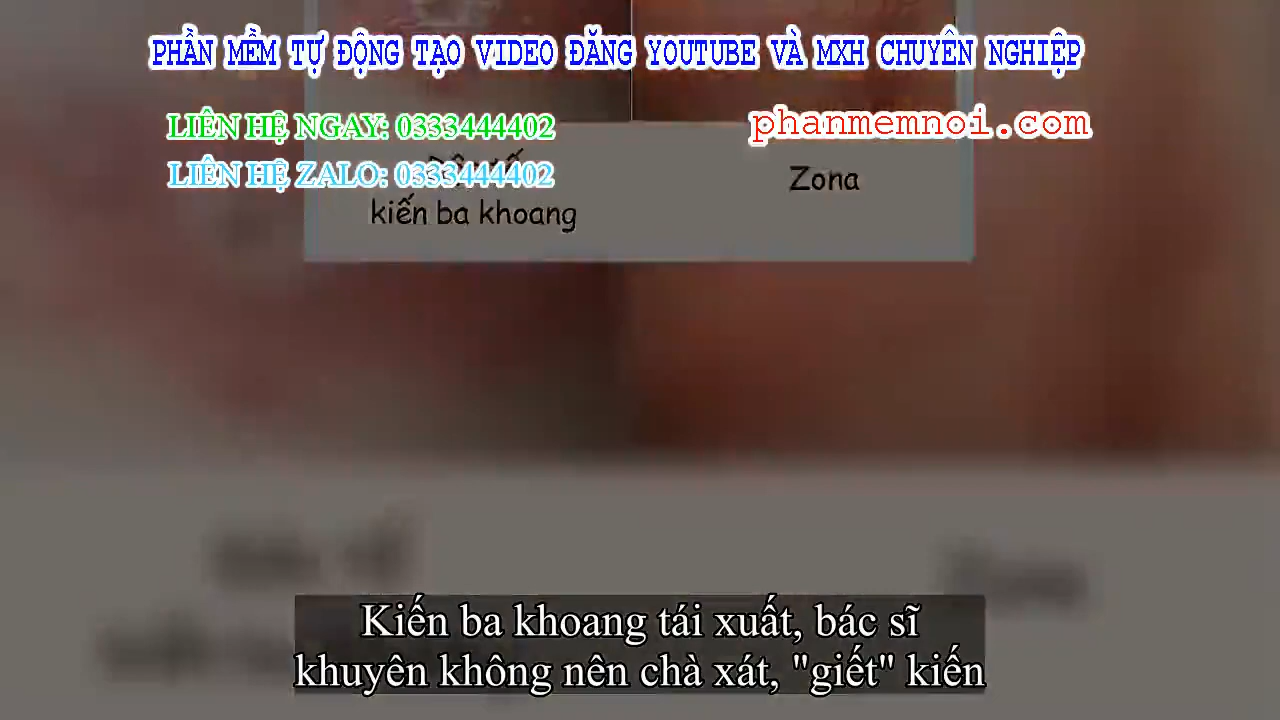 PHẦN MỀM TỰ ĐỘNG TẠO VIDEO ĐĂNG YOUTUBE VÀ MXH CHUYÊN NGHIỆP
LIÊN HỆ NGAY: 0333444402
phanmemnoi.com
LIÊN HỆ ZALO: 0333444402
Zona
kiến ba khoang
Kiến ba khoang tái xuất, bác sĩ
khuyên không nên chà xát, "giết" kiến